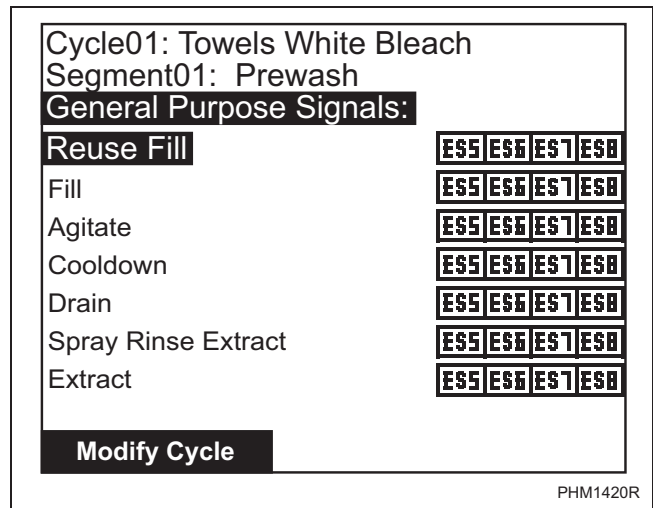 Cycle01: Towels White Bleach
Segment01: Prewash
General Purpose Signals:
Reuse Fill ES5 ES6 ES7 ES8
Fill ES5 ES6 ES7 ES8
Agitate ES5 ES6 ES7 ES8
Cooldown ES5 ES6 ES7 ES8
Drain ES5 ES6 ES7 ES8
Spray Rinse Extract ES5 ES6 ES7 ES8
Extract ES5 ES6 ES7 ES8
Modify Cycle
PHM1420R